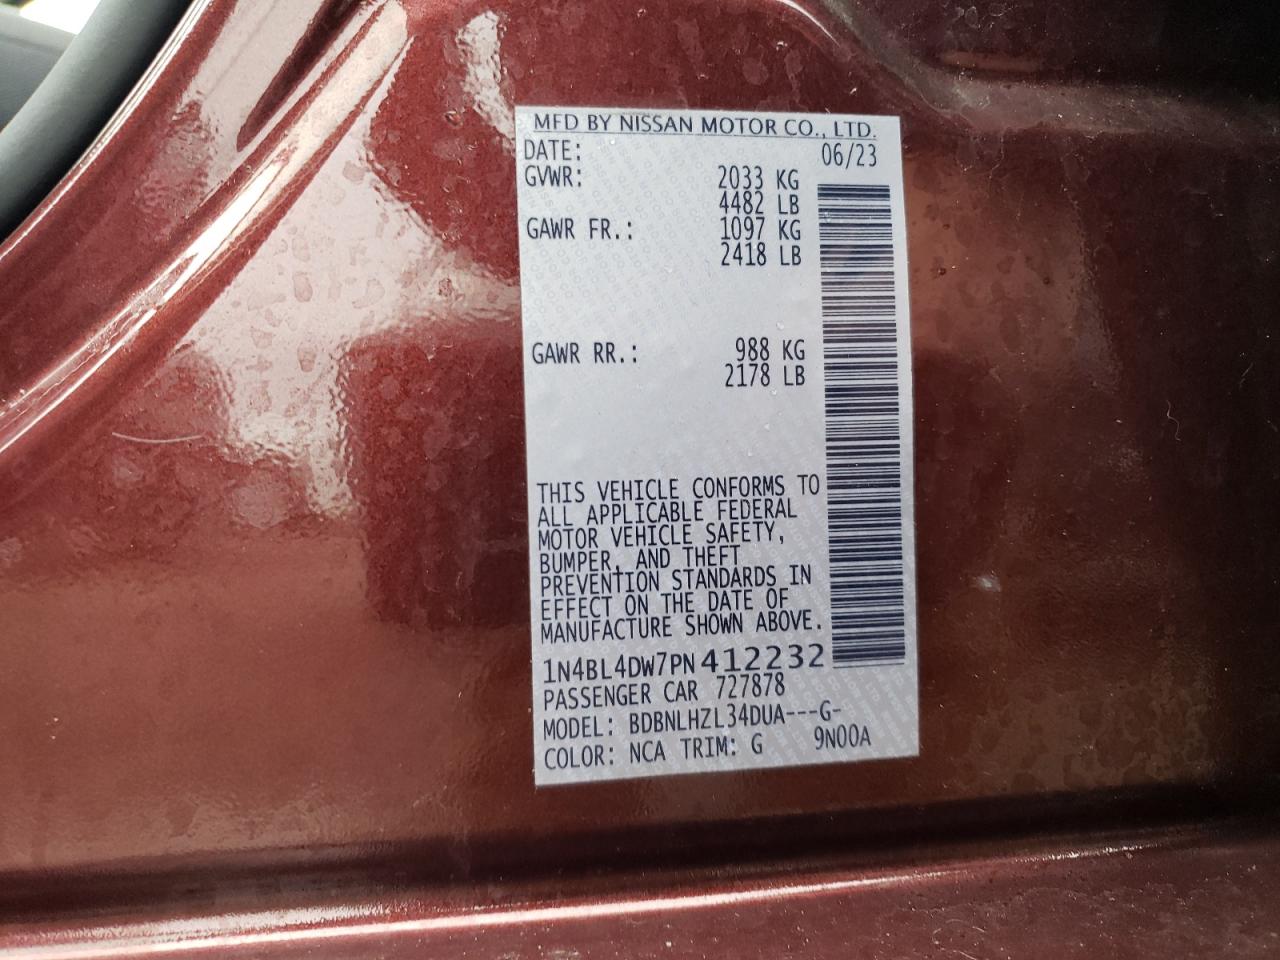 MFD BY NISSAN MOTOR CO., LTD.
DATE: 06/23
GVWR: 2033 KG
4482 LB
GAWR FR.: 1097 KG
2418 LB
GAWR RR.: 988 KG
2178 LB
THIS VEHICLE CONFORMS TO
ALL APPLICABLE FEDERAL
MOTOR VEHICLE SAFETY,
BUMPER, AND THEFT
PREVENTION STANDARDS IN
EFFECT ON THE DATE OF
MANUFACTURE SHOWN ABOVE.
1N4BL4DW7PN412232
PASSENGER CAR 727878
MODEL: BDBNLHZL34DUA---G-
COLOR: NCA TRIM: G 9N00A